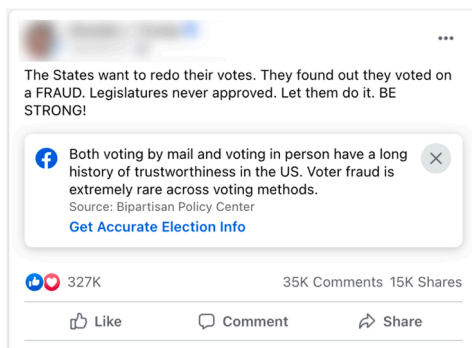 The States want to redo their votes. They found out they voted on
a FRAUD. Legislatures never approved. Let them do it. BE
STRONG!
Both voting by mail and voting in person have a long
history of trustworthiness in the US. Voter fraud is
extremely rare across voting methods.
Source: Bipartisan Policy Center
Get Accurate Election Info
327K 35K Comments 15K Shares
Like Comment Share